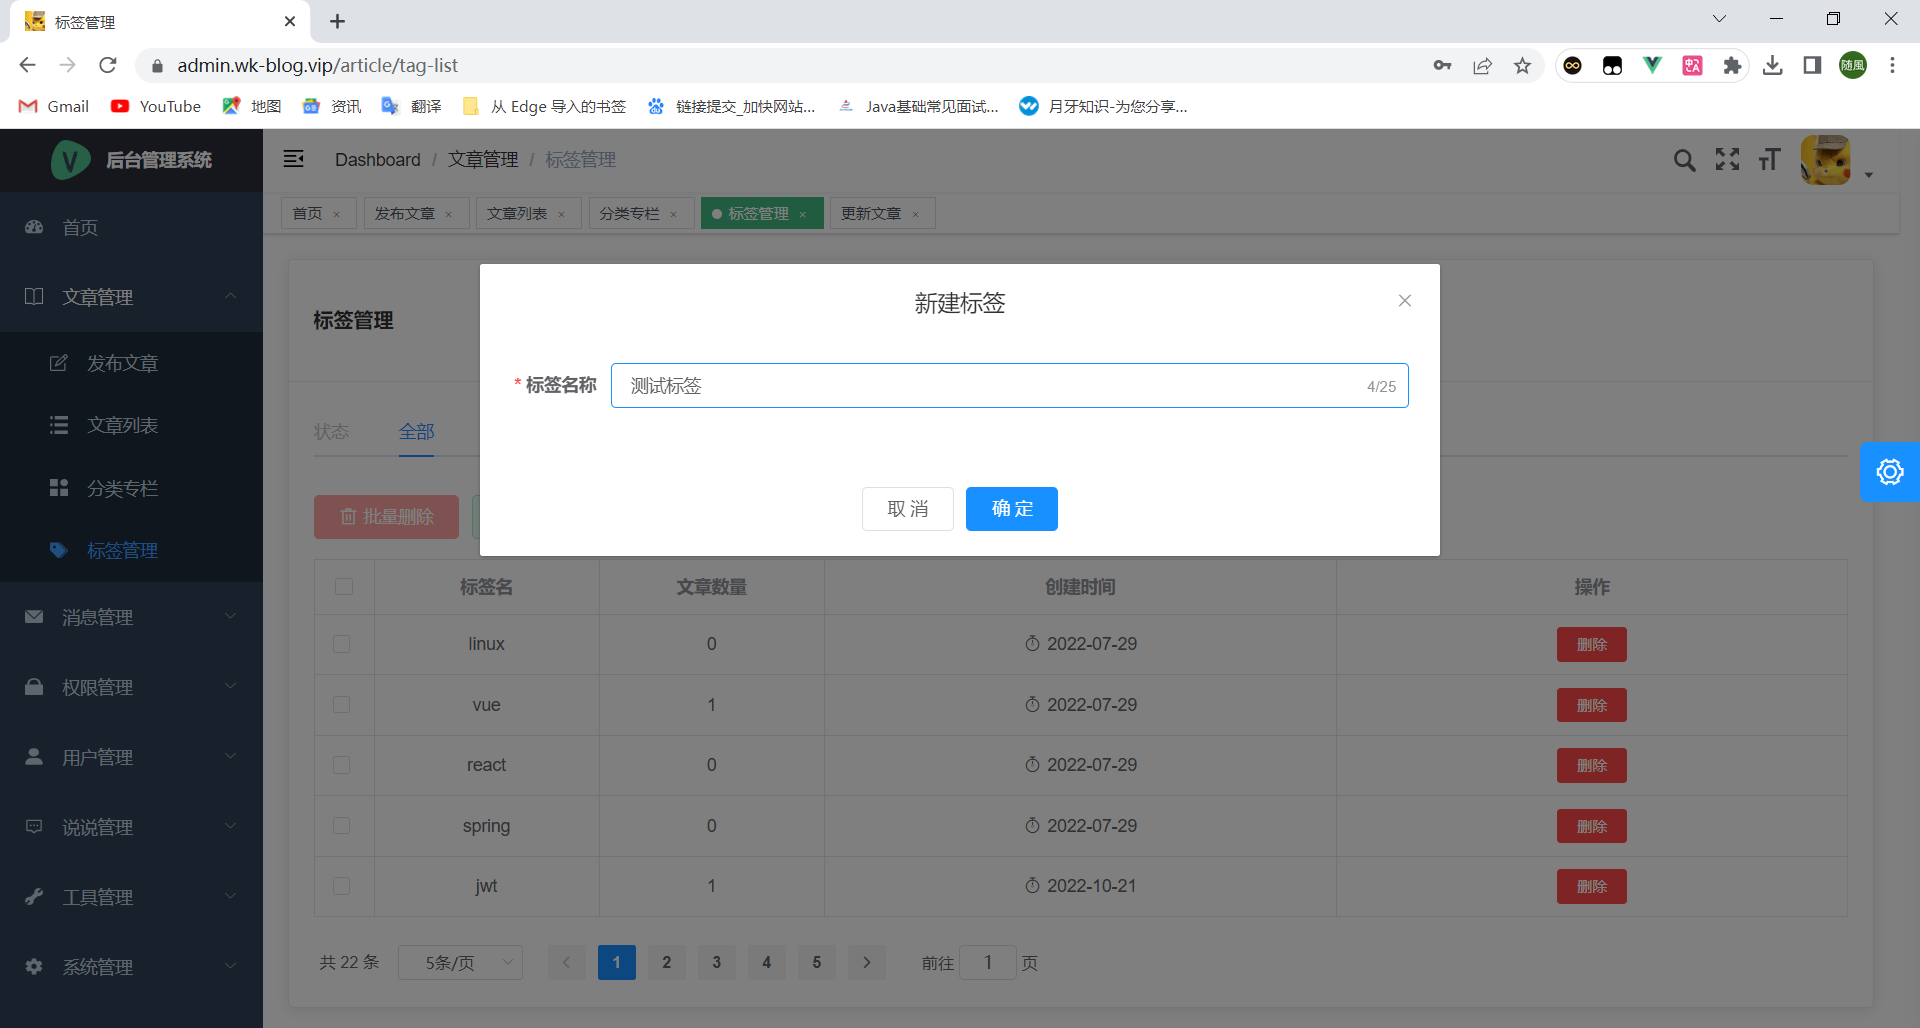 标签管理
admin.wk-blog.vip/article/tag-list
随風
Gmail
YouTube
地图
资讯
翻译
从 Edge 导入的书签
链接提交_加快网站...
Java基础常见面试...
月牙知识-为您分享...
V 后台管理系统
Dashboard / 文章管理 / 标签管理
首页 ×
发布文章 ×
文章列表 ×
分类专栏 ×
标签管理 ×
更新文章 ×
首页
文章管理
发布文章
文章列表
分类专栏
标签管理
消息管理
权限管理
用户管理
说说管理
工具管理
系统管理
标签管理
状态 全部
批量删除
新建标签
* 标签名称 测试标签 4/25
取消 确定
标签名 文章数量 创建时间 操作
linux 0 2022-07-29 删除
vue 1 2022-07-29 删除
react 0 2022-07-29 删除
spring 0 2022-07-29 删除
jwt 1 2022-10-21 删除
共 22 条 5条/页 1 2 3 4 5 前往 1 页